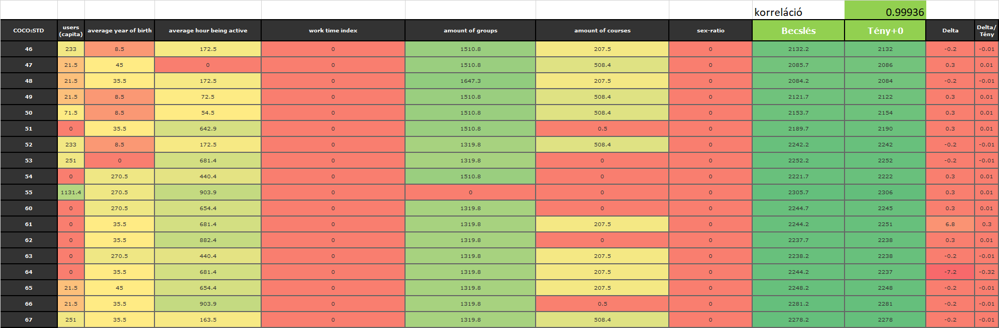 korreláció 0.99936
COCO:STD users (capita) average year of birth average hour being active work time index amount of groups amount of courses sex-ratio Becslés Tény+0 Delta Delta/Tény
46 233 8.5 172.5 0 1510.8 207.5 0 2132.2 2132 -0.2 -0.01
47 21.5 45 0 0 1510.8 508.4 0 2085.7 2086 0.3 0.01
48 21.5 35.5 172.5 0 1647.3 207.5 0 2084.2 2084 -0.2 -0.01
49 21.5 8.5 72.5 0 1510.8 508.4 0 2121.7 2122 0.3 0.01
50 71.5 8.5 54.5 0 1510.8 508.4 0 2153.7 2154 0.3 0.01
51 0 35.5 642.9 0 1510.8 0.5 0 2189.7 2190 0.3 0.01
52 233 8.5 172.5 0 1319.8 508.4 0 2242.2 2242 -0.2 -0.01
53 251 0 681.4 0 1319.8 0 0 2252.2 2252 -0.2 -0.01
54 0 270.5 440.4 0 1510.8 0 0 2221.7 2222 0.3 0.01
55 1131.4 270.5 903.9 0 0 0 0 2305.7 2306 0.3 0.01
60 0 270.5 654.4 0 1319.8 0 0 2244.7 2245 0.3 0.01
61 0 35.5 681.4 0 1319.8 207.5 0 2244.2 2251 6.8 0.3
62 0 35.5 882.4 0 1319.8 0 0 2237.7 2238 0.3 0.01
63 0 270.5 440.4 0 1319.8 207.5 0 2238.2 2238 -0.2 -0.01
64 0 35.5 681.4 0 1319.8 207.5 0 2244.2 2237 -7.2 -0.32
65 21.5 45 654.4 0 1319.8 207.5 0 2248.2 2248 -0.2 -0.01
66 21.5 35.5 903.9 0 1319.8 0.5 0 2281.2 2281 -0.2 -0.01
67 251 35.5 163.5 0 1319.8 508.4 0 2278.2 2278 -0.2 -0.01